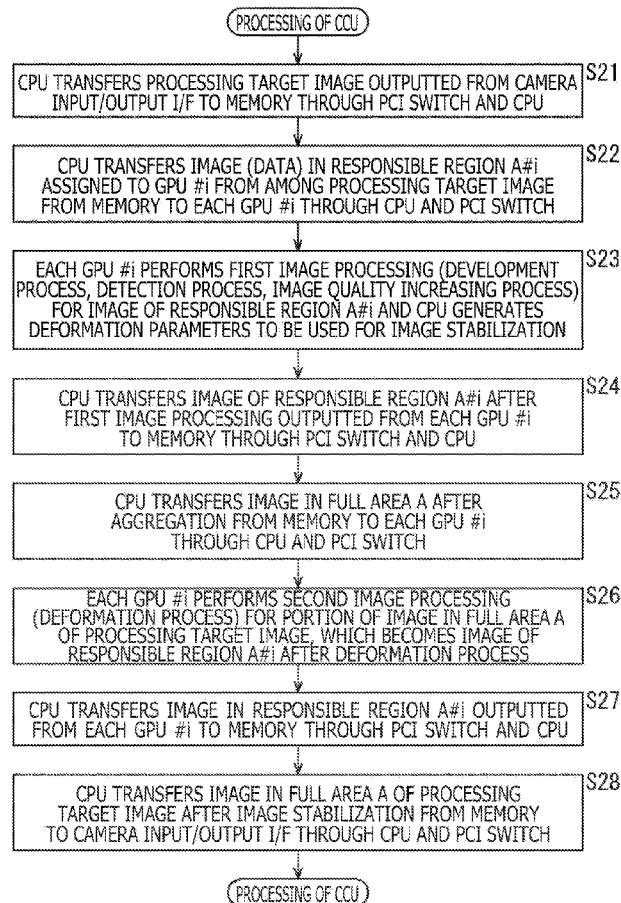 PROCESSING OF CCU
S21
CPU TRANSFERS PROCESSING TARGET IMAGE OUTPUTTED FROM CAMERA
INPUT/OUTPUT I/F TO MEMORY THROUGH PCI SWITCH AND CPU
S22
CPU TRANSFERS IMAGE (DATA) IN RESPONSIBLE REGION A#i
ASSIGNED TO GPU #i FROM AMONG PROCESSING TARGET IMAGE
FROM MEMORY TO EACH GPU #i THROUGH CPU AND PCI SWITCH
S23
EACH GPU #i PERFORMS FIRST IMAGE PROCESSING (DEVELOPMENT
PROCESS, DETECTION PROCESS, IMAGE QUALITY INCREASING PROCESS)
FOR IMAGE OF RESPONSIBLE REGION A#i AND CPU GENERATES
DEFORMATION PARAMETERS TO BE USED FOR IMAGE STABILIZATION
S24
CPU TRANSFERS IMAGE OF RESPONSIBLE REGION A#i AFTER
FIRST IMAGE PROCESSING OUTPUTTED FROM EACH GPU #i
TO MEMORY THROUGH PCI SWITCH AND CPU
S25
CPU TRANSFERS IMAGE IN FULL AREA A AFTER
AGGREGATION FROM MEMORY TO EACH GPU #i
THROUGH CPU AND PCI SWITCH
S26
EACH GPU #i PERFORMS SECOND IMAGE PROCESSING
(DEFORMATION PROCESS) FOR PORTION OF IMAGE IN FULL AREA A
OF PROCESSING TARGET IMAGE, WHICH BECOMES IMAGE OF
RESPONSIBLE REGION A#i AFTER DEFORMATION PROCESS
S27
CPU TRANSFERS IMAGE IN RESPONSIBLE REGION A#i OUTPUTTED
FROM EACH GPU #i TO MEMORY THROUGH PCI SWITCH AND CPU
S28
CPU TRANSFERS IMAGE IN FULL AREA A OF PROCESSING
TARGET IMAGE AFTER IMAGE STABILIZATION FROM MEMORY
TO CAMERA INPUT/OUTPUT I/F THROUGH CPU AND PCI SWITCH
PROCESSING OF CCU